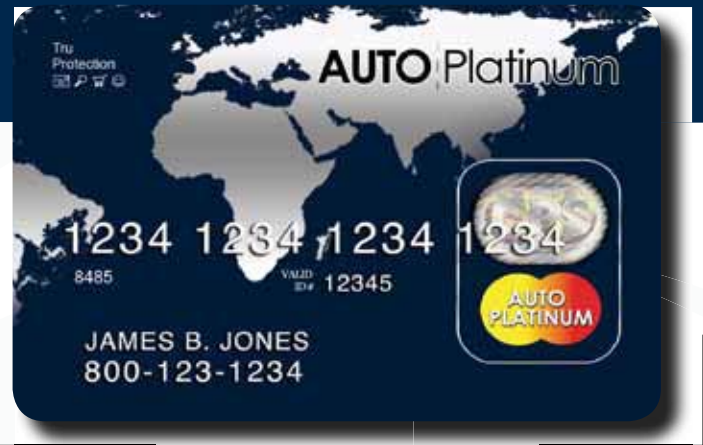 Tru
Protection
AUTO Platinum
1234 1234 1234 1234
8485
VALID
ID# 12345
AUTO
PLATINUM
JAMES B. JONES
800-123-1234